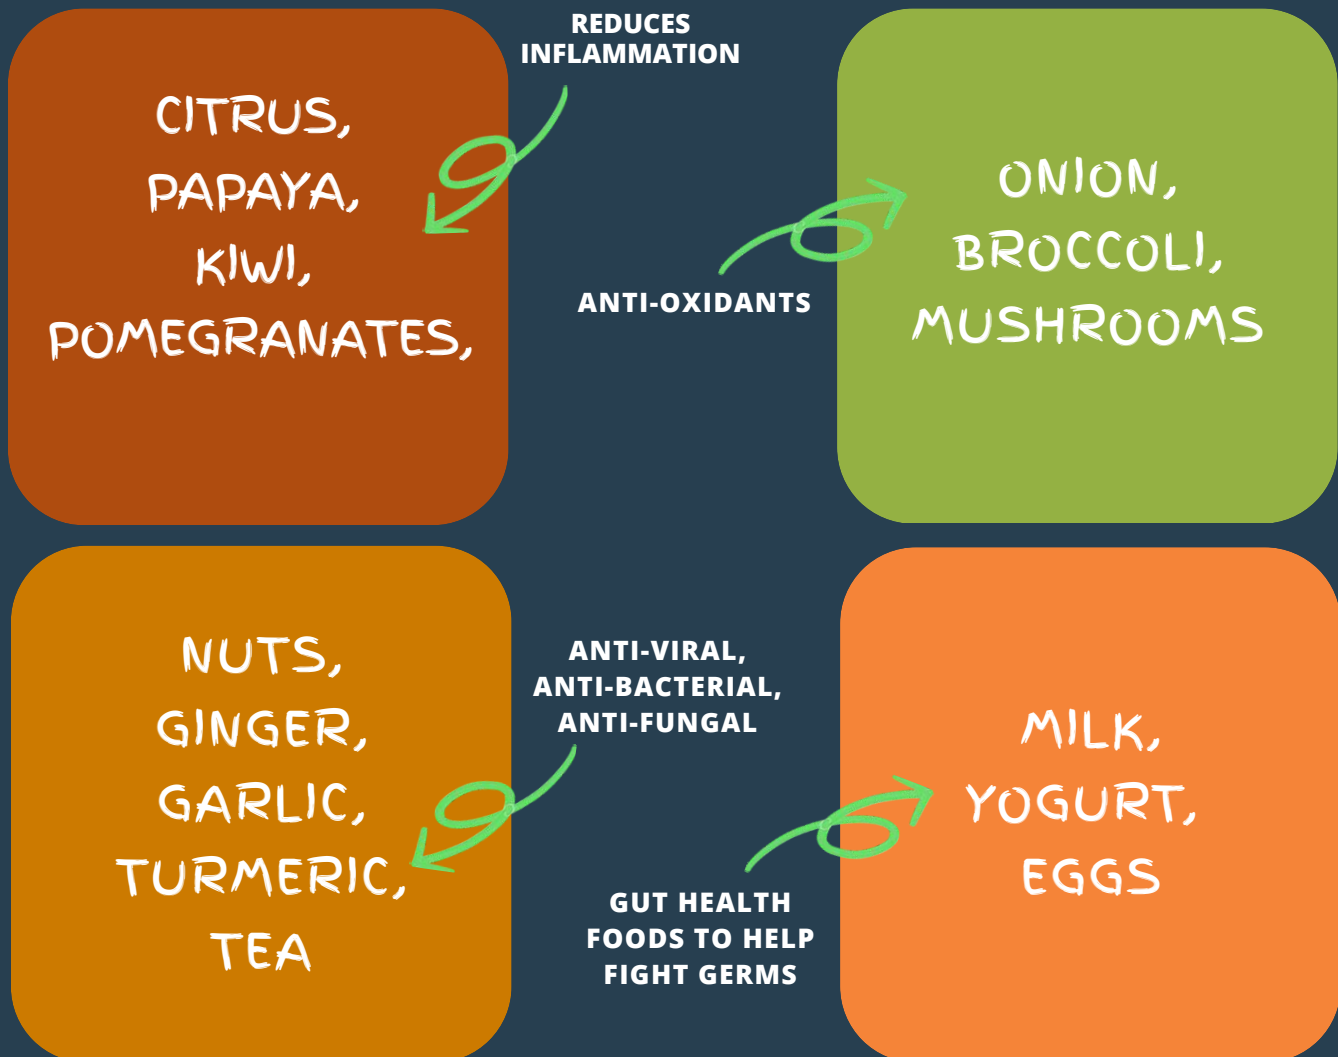 REDUCES
INFLAMMATION
CITRUS,
PAPAYA,
KIWI,
POMEGRANATES,
ANTI-OXIDANTS
ONION,
BROCCOLI,
MUSHROOMS
ANTI-VIRAL,
ANTI-BACTERIAL,
ANTI-FUNGAL
NUTS,
GINGER,
GARLIC,
TURMERIC,
TEA
GUT HEALTH
FOODS TO HELP
FIGHT GERMS
MILK,
YOGURT,
EGGS